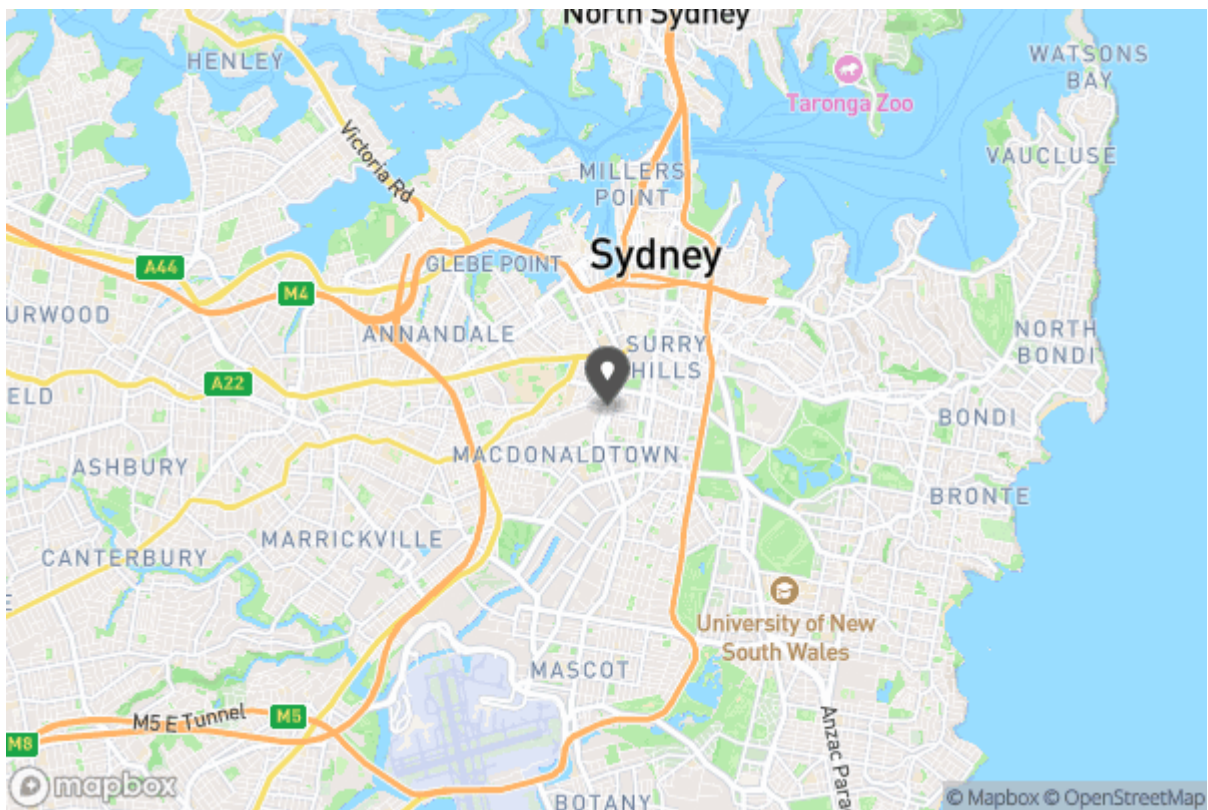 North Sydney
HENLEY
WATSONS
BAY
Taronga Zoo
Victoria Rd
VAUCLUSE
MILLERS
POINT
Sydney
A44
GLEBE POINT
M4
URWOOD
ANNANDALE
SURRY
HILLS
NORTH
BONDI
A22
ELD
BONDI
MACDONALDTOWN
ASHBURY
BRONTE
MARRICKVILLE
CANTERBURY
E
University of New
South Wales
MASCOT
M5 E Tunnel
M5
M8
Anzac Para
mapbox
BOTANY
© Mapbox © OpenStreetMap